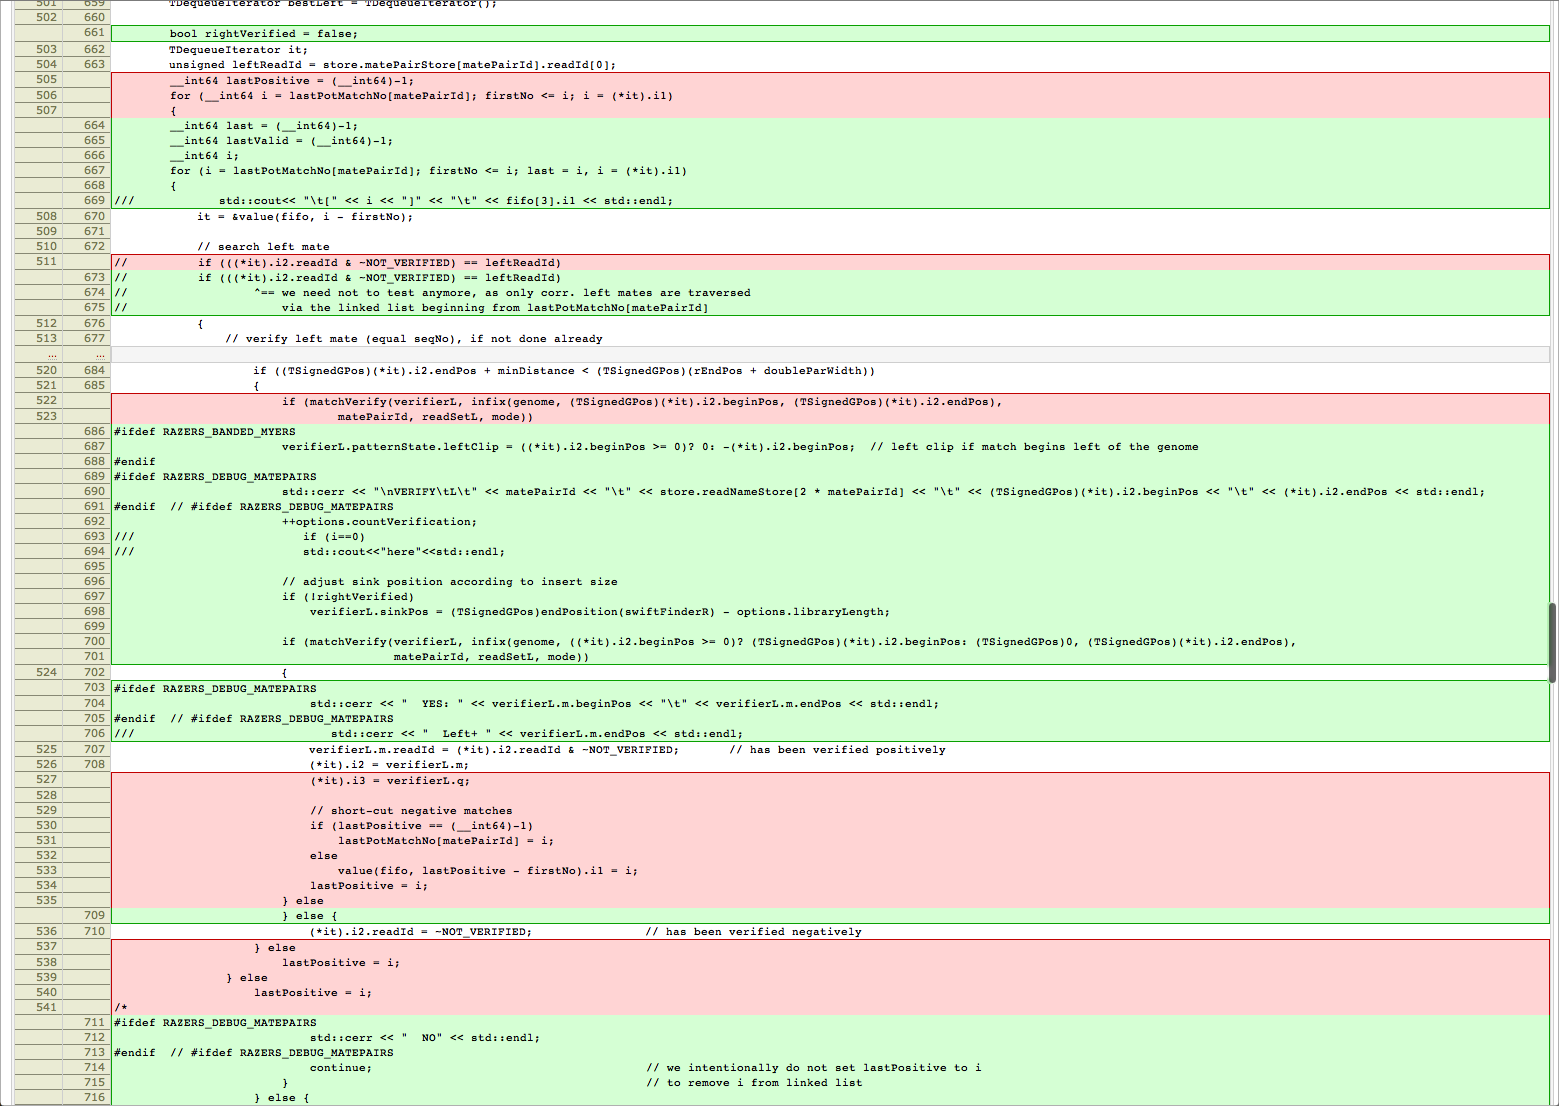 501 659 TDequeueIterator bestLeft = TDequeueIterator();
502 660
661 bool rightVerified = false;
503 662 TDequeueIterator it;
504 663 unsigned leftReadId = store.matePairStore[matePairId].readId[0];
505 __int64 lastPositive = (__int64)-1;
506 for (__int64 i = lastPotMatchNo[matePairId]; firstNo <= i; i = (*it).i1)
507 {
664 __int64 last = (__int64)-1;
665 __int64 lastValid = (__int64)-1;
666 __int64 i;
667 for (i = lastPotMatchNo[matePairId]; firstNo <= i; last = i, i = (*it).i1)
668 {
669 /// std::cout<< "\t[" << i << "]" << "\t" << fifo[3].i1 << std::endl;
508 670 it = &value(fifo, i - firstNo);
509 671
510 672 // search left mate
511 // if (((*it).i2.readId & ~NOT_VERIFIED) == leftReadId)
673 // if (((*it).i2.readId & ~NOT_VERIFIED) == leftReadId)
674 // ^== we need not to test anymore, as only corr. left mates are traversed
675 // via the linked list beginning from lastPotMatchNo[matePairId]
512 676 {
513 677 // verify left mate (equal seqNo), if not done already
... ...
520 684 if ((TSignedGPos)(*it).i2.endPos + minDistance < (TSignedGPos)(rEndPos + doubleParWidth))
521 685 {
522 if (matchVerify(verifierL, infix(genome, (TSignedGPos)(*it).i2.beginPos, (TSignedGPos)(*it).i2.endPos),
523 matePairId, readSetL, mode))
686 #ifdef RAZERS_BANDED_MYERS
687 verifierL.patternState.leftClip = ((*it).i2.beginPos >= 0)? 0: -(*it).i2.beginPos; // left clip if match begins left of the genome
688 #endif
689 #ifdef RAZERS_DEBUG_MATEPAIRS
690 std::cerr << "\nVERIFY\tL\t" << matePairId << "\t" << store.readNameStore[2 * matePairId] << "\t" << (TSignedGPos)(*it).i2.beginPos << "\t" << (*it).i2.endPos << std::endl;
691 #endif // #ifdef RAZERS_DEBUG_MATEPAIRS
692 ++options.countVerification;
693 /// if (i==0)
694 /// std::cout<<"here"<<std::endl;
695
696 // adjust sink position according to insert size
697 if (!rightVerified)
698 verifierL.sinkPos = (TSignedGPos)endPosition(swiftFinderR) - options.libraryLength;
699
700 if (matchVerify(verifierL, infix(genome, ((*it).i2.beginPos >= 0)? (TSignedGPos)(*it).i2.beginPos: (TSignedGPos)0, (TSignedGPos)(*it).i2.endPos),
701 matePairId, readSetL, mode))
524 702 {
703 #ifdef RAZERS_DEBUG_MATEPAIRS
704 std::cerr << "  YES: " << verifierL.m.beginPos << "\t" << verifierL.m.endPos << std::endl;
705 #endif // #ifdef RAZERS_DEBUG_MATEPAIRS
706 /// std::cerr << "  Left+ " << verifierL.m.endPos << std::endl;
525 707 verifierL.m.readId = (*it).i2.readId & ~NOT_VERIFIED; // has been verified positively
526 708 (*it).i2 = verifierL.m;
527 (*it).i3 = verifierL.q;
528
529 // short-cut negative matches
530 if (lastPositive == (__int64)-1)
531 lastPotMatchNo[matePairId] = i;
532 else
533 value(fifo, lastPositive - firstNo).i1 = i;
534 lastPositive = i;
535 } else
709 } else {
536 710 (*it).i2.readId = ~NOT_VERIFIED; // has been verified negatively
537 } else
538 lastPositive = i;
539 } else
540 lastPositive = i;
541 /*
711 #ifdef RAZERS_DEBUG_MATEPAIRS
712 std::cerr << "  NO" << std::endl;
713 #endif // #ifdef RAZERS_DEBUG_MATEPAIRS
714 continue; // we intentionally do not set lastPositive to i
715 } // to remove i from linked list
716 } else {